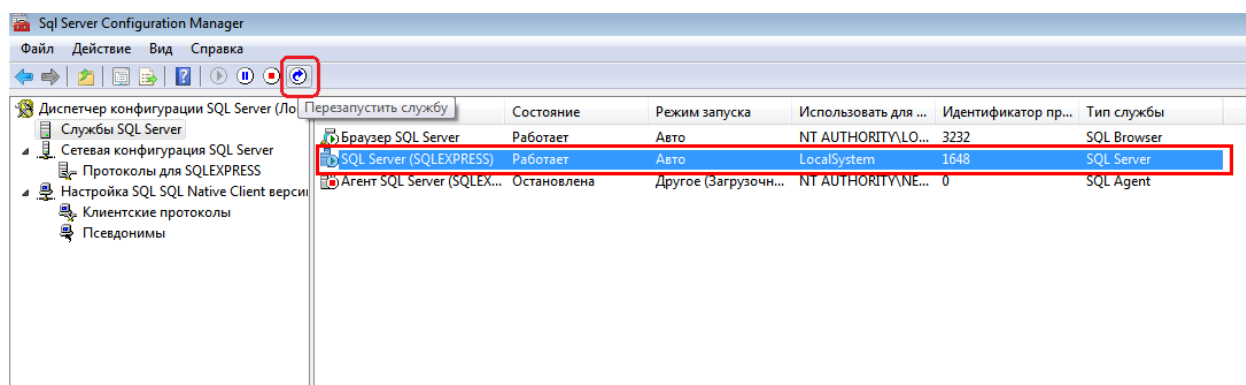 Sql Server Configuration Manager
Файл Действие Вид Справка
Перезапустить службу
Диспетчер конфигурации SQL Server (Ло
Службы SQL Server
Сетевая конфигурация SQL Server
Протоколы для SQLEXPRESS
Настройка SQL SQL Native Client верси
Клиентские протоколы
Псевдонимы
Состояние Режим запуска Использовать для ... Идентификатор пр... Тип службы
Браузер SQL Server Работает Авто NT AUTHORITY\LO... 3232 SQL Browser
SQL Server (SQLEXPRESS) Работает Авто LocalSystem 1648 SQL Server
Агент SQL Server (SQLEX... Остановлена Другое (Загрузочн... NT AUTHORITY\NE... 0 SQL Agent